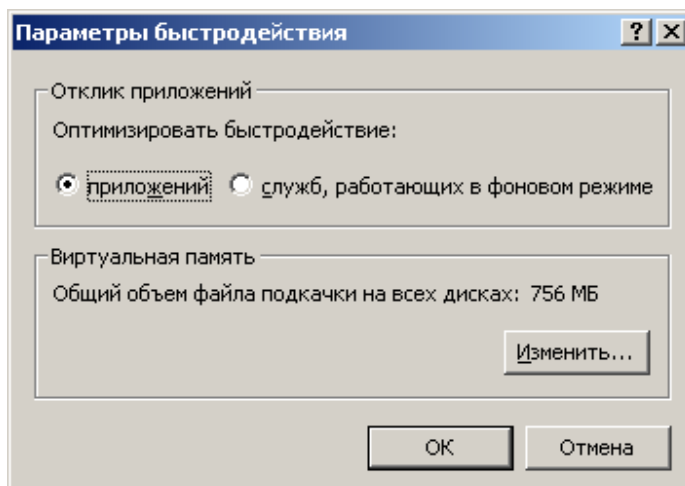 Параметры быстродействия
Отклик приложений
Оптимизировать быстродействие:
приложений служб, работающих в фоновом режиме
Виртуальная память
Общий объем файла подкачки на всех дисках: 756 МБ
Изменить...
ОК Отмена